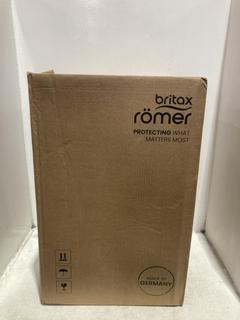 britax
römer
PROTECTING WHAT
MATTERS MOST
MADE IN
GERMANY